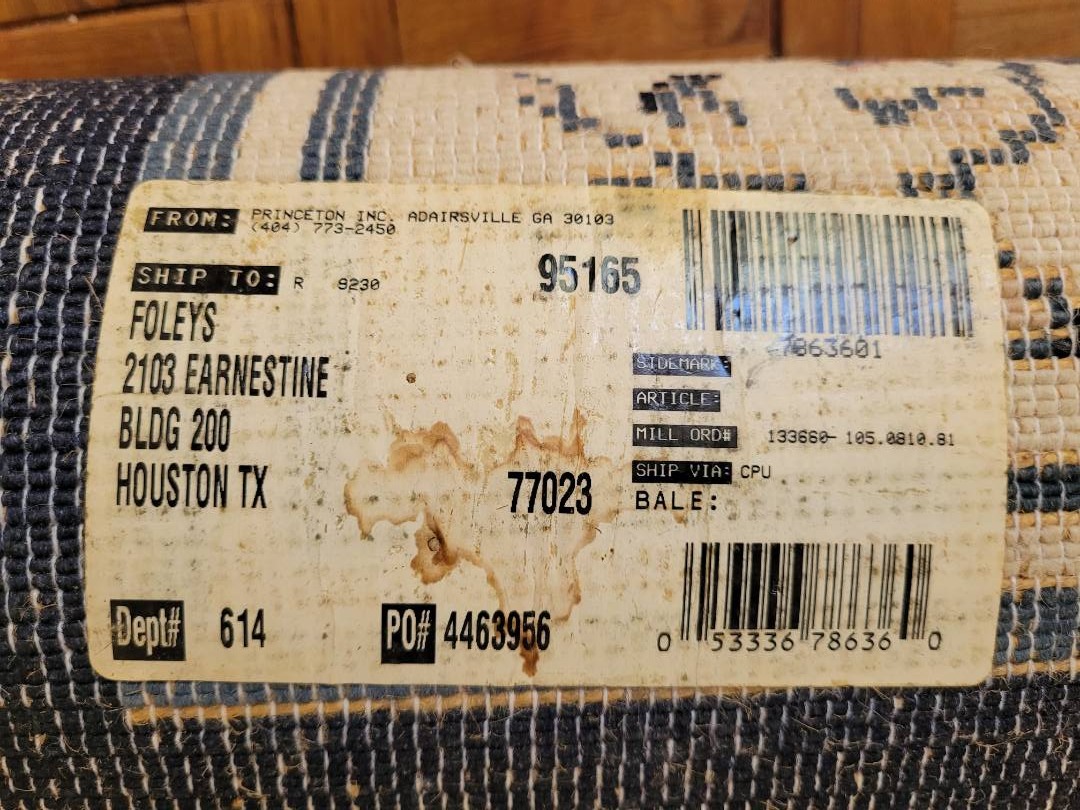 FROM: PRINCETON INC. ADAIRSVILLE GA 30103
(404) 773-2450
SHIP TO: R 9230 95165
FOLEYS
2103 EARNESTINE
BLDG 200
HOUSTON TX 77023
Dept# 614 PO# 4463956
7863601
SIDEMARK:
ARTICLE:
MILL ORD# 133660- 105.0810.81
SHIP VIA: CPU
BALE:
0 53336 78636 0